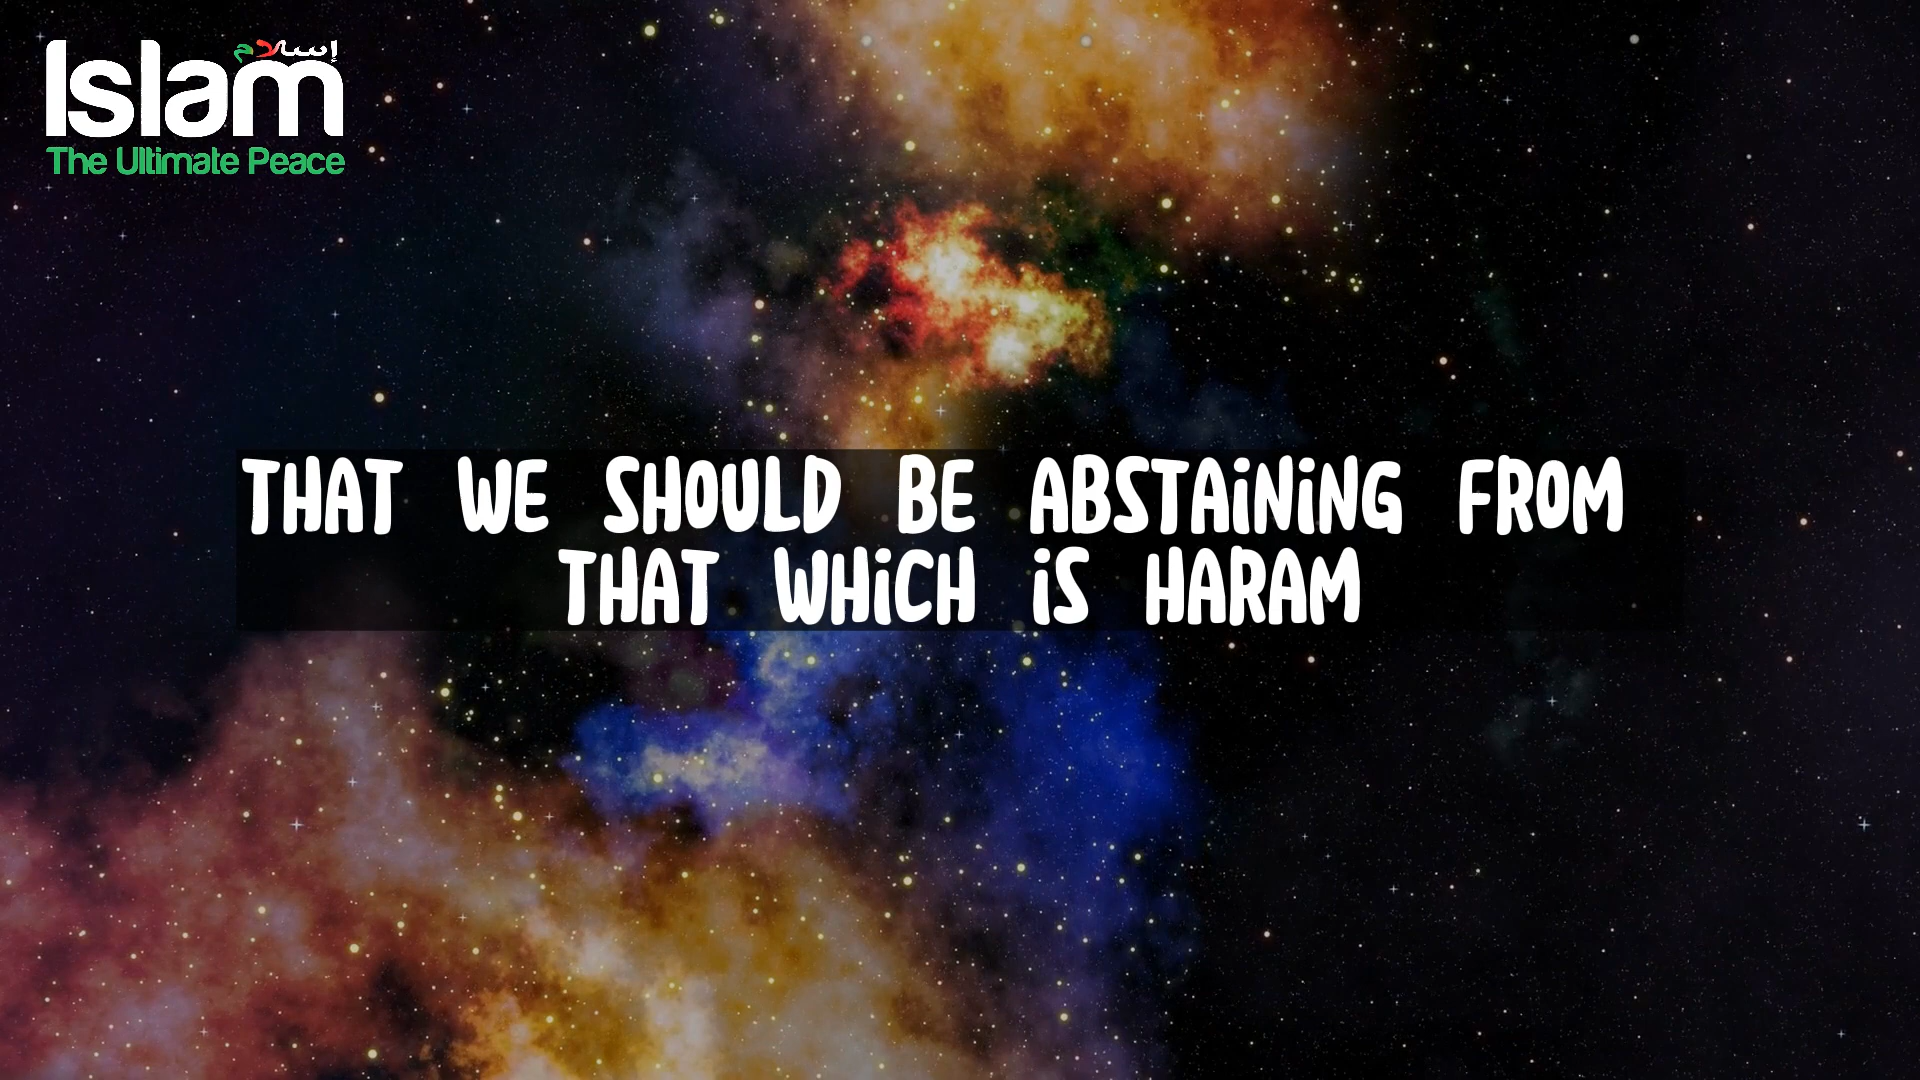 إسلام
Islam
The Ultimate Peace
THAT WE SHOULD BE ABSTAINING FROM
THAT WHICH IS HARAM